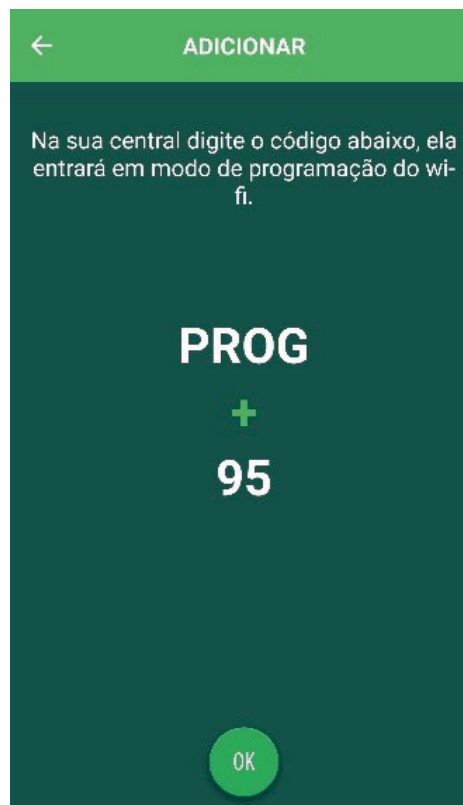 ADICIONAR
Na sua central digite o código abaixo, ela
entrará em modo de programação do wi-
fi.
PROG
+
95
OK